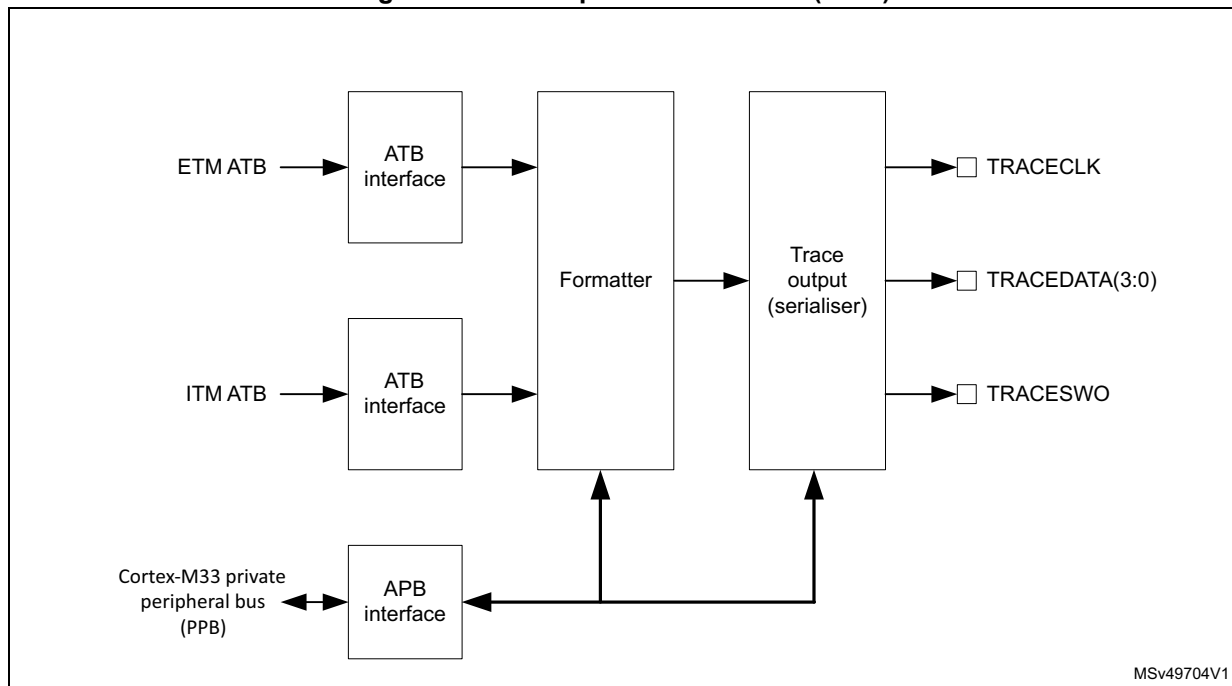 ETM ATB
ATB
interface
Formatter
Trace
output
(serialiser)
TRACECLK
TRACEDATA(3:0)
TRACESWO
ITM ATB
ATB
interface
Cortex-M33 private
peripheral bus
(PPB)
APB
interface
MSv49704V1